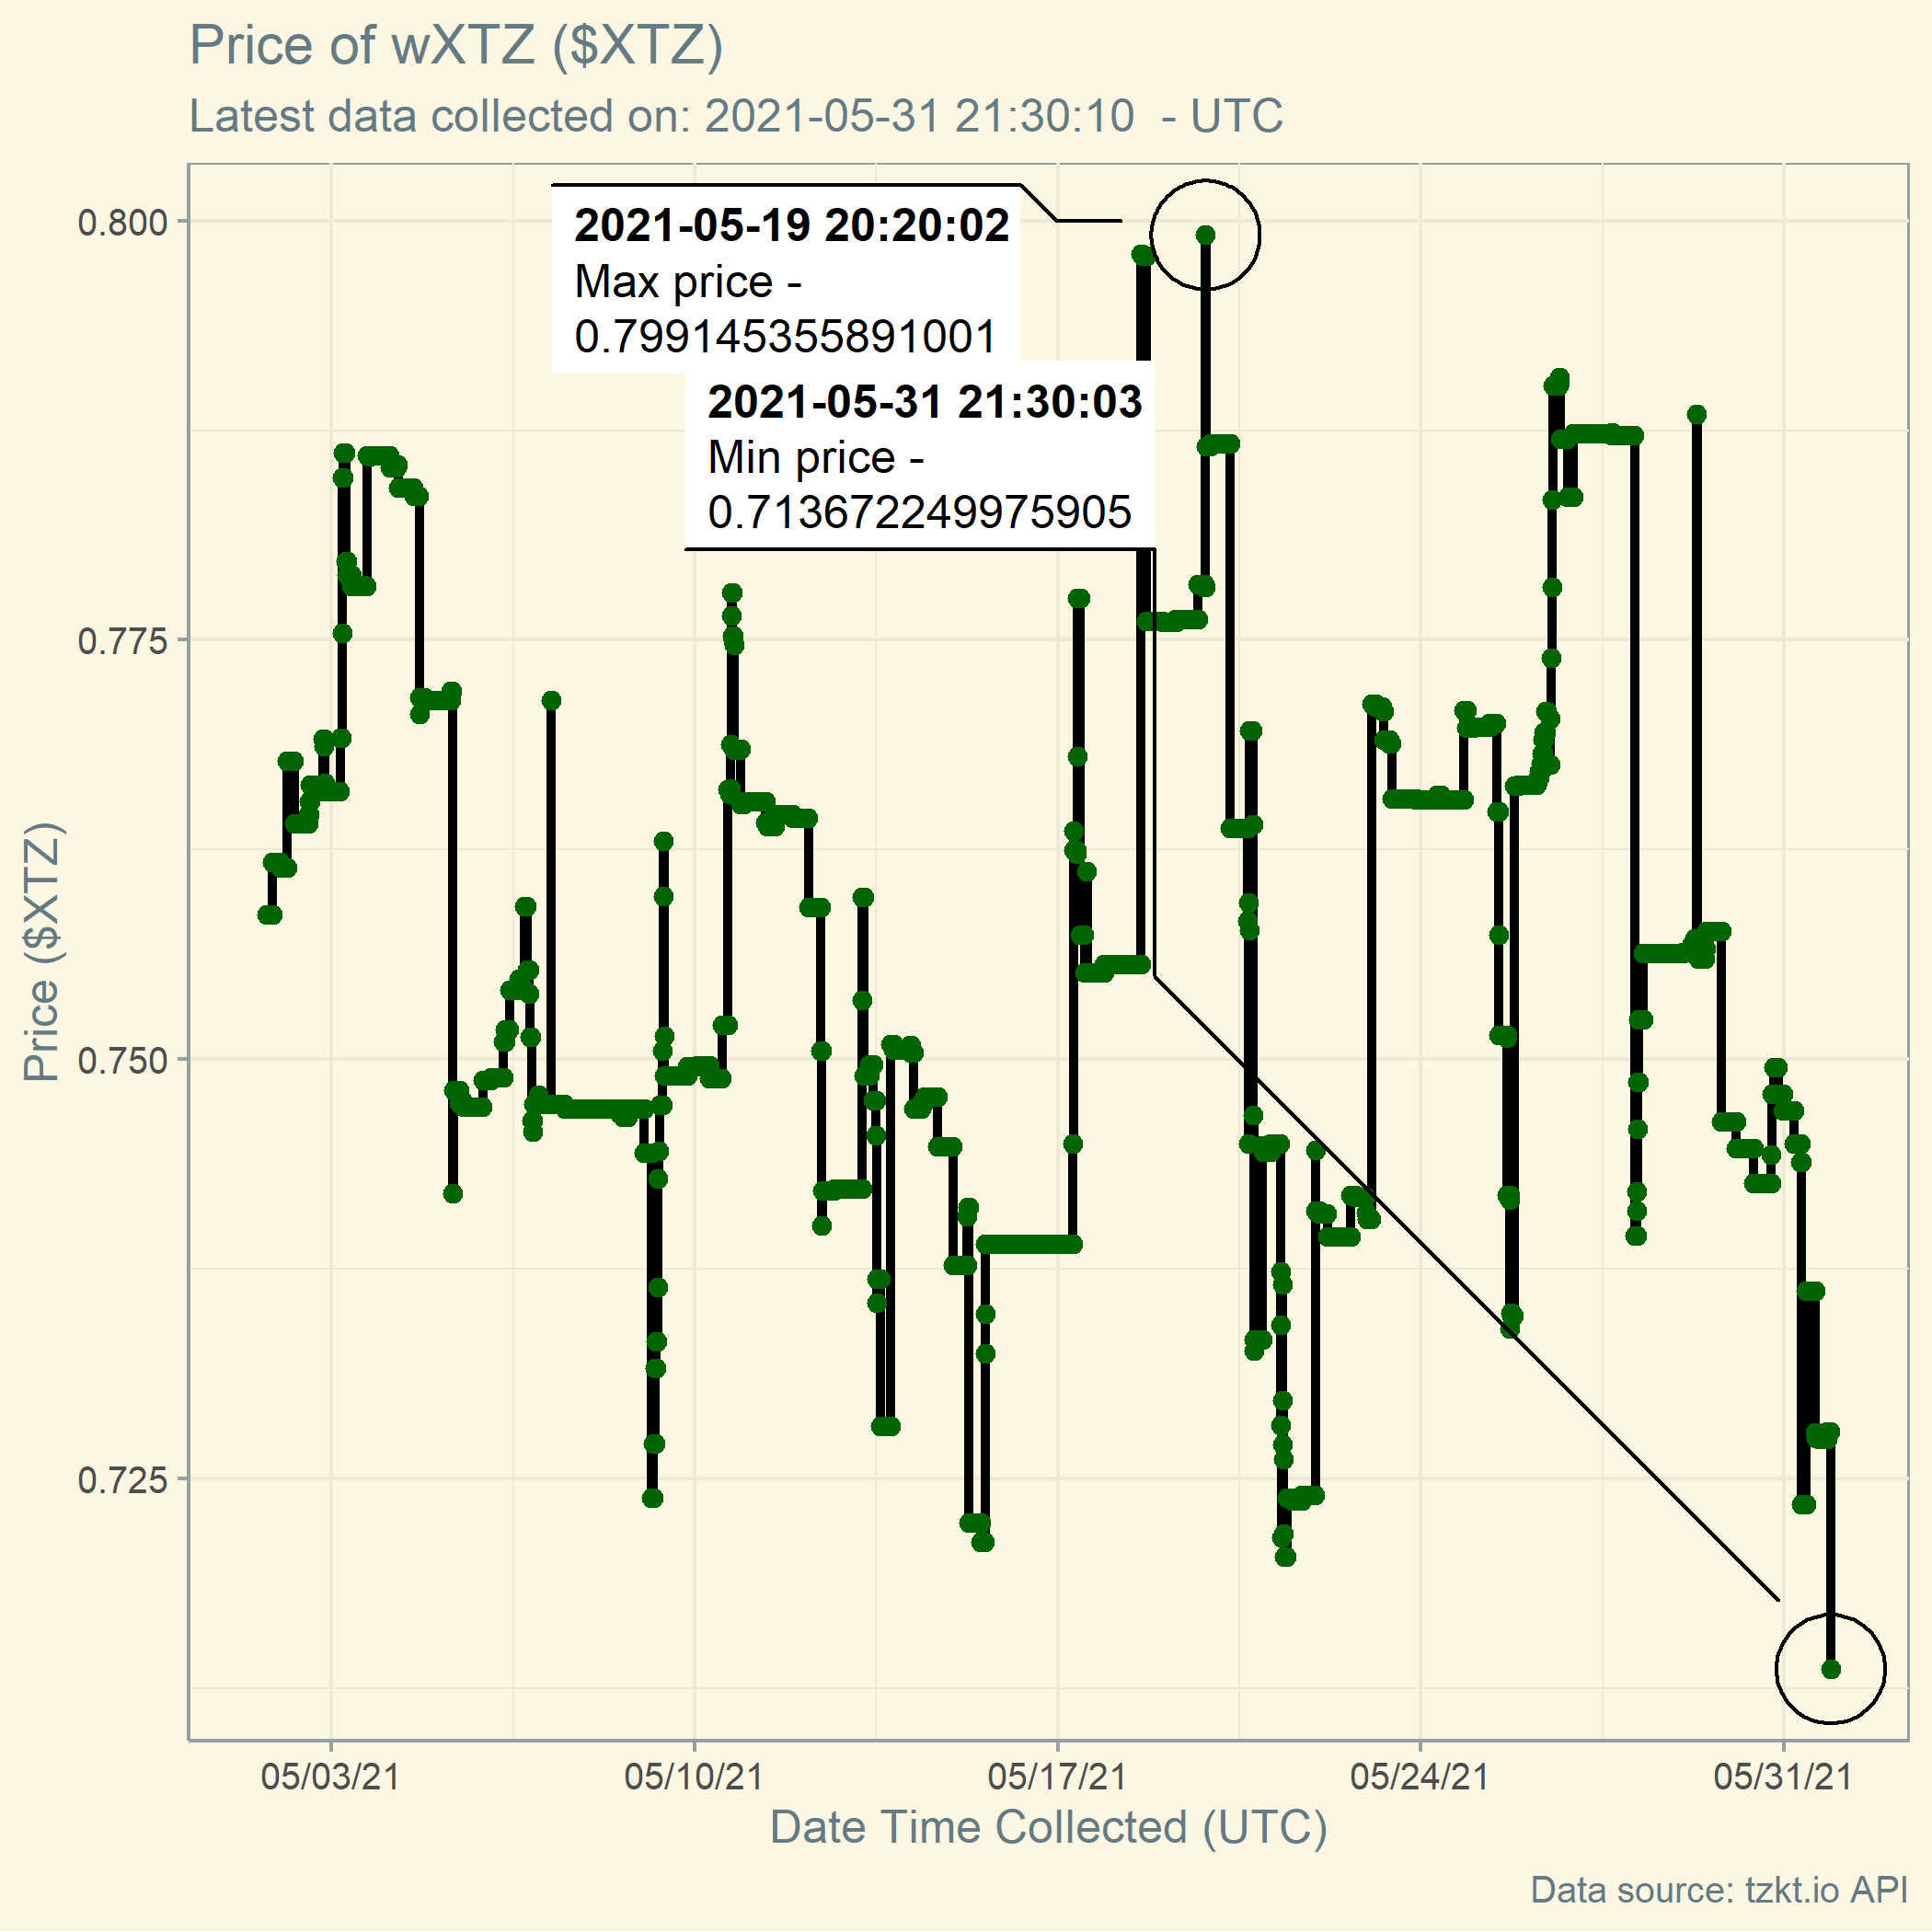 Price of wXTZ ($XTZ)
Latest data collected on: 2021-05-31 21:30:10  - UTC
2021-05-19 20:20:02
Max price -
0.799145355891001
2021-05-31 21:30:03
Min price -
0.713672249975905
Price ($XTZ)
0.800
0.775
0.750
0.725
05/03/21
05/10/21
05/17/21
05/24/21
05/31/21
Date Time Collected (UTC)
Data source: tzkt.io API